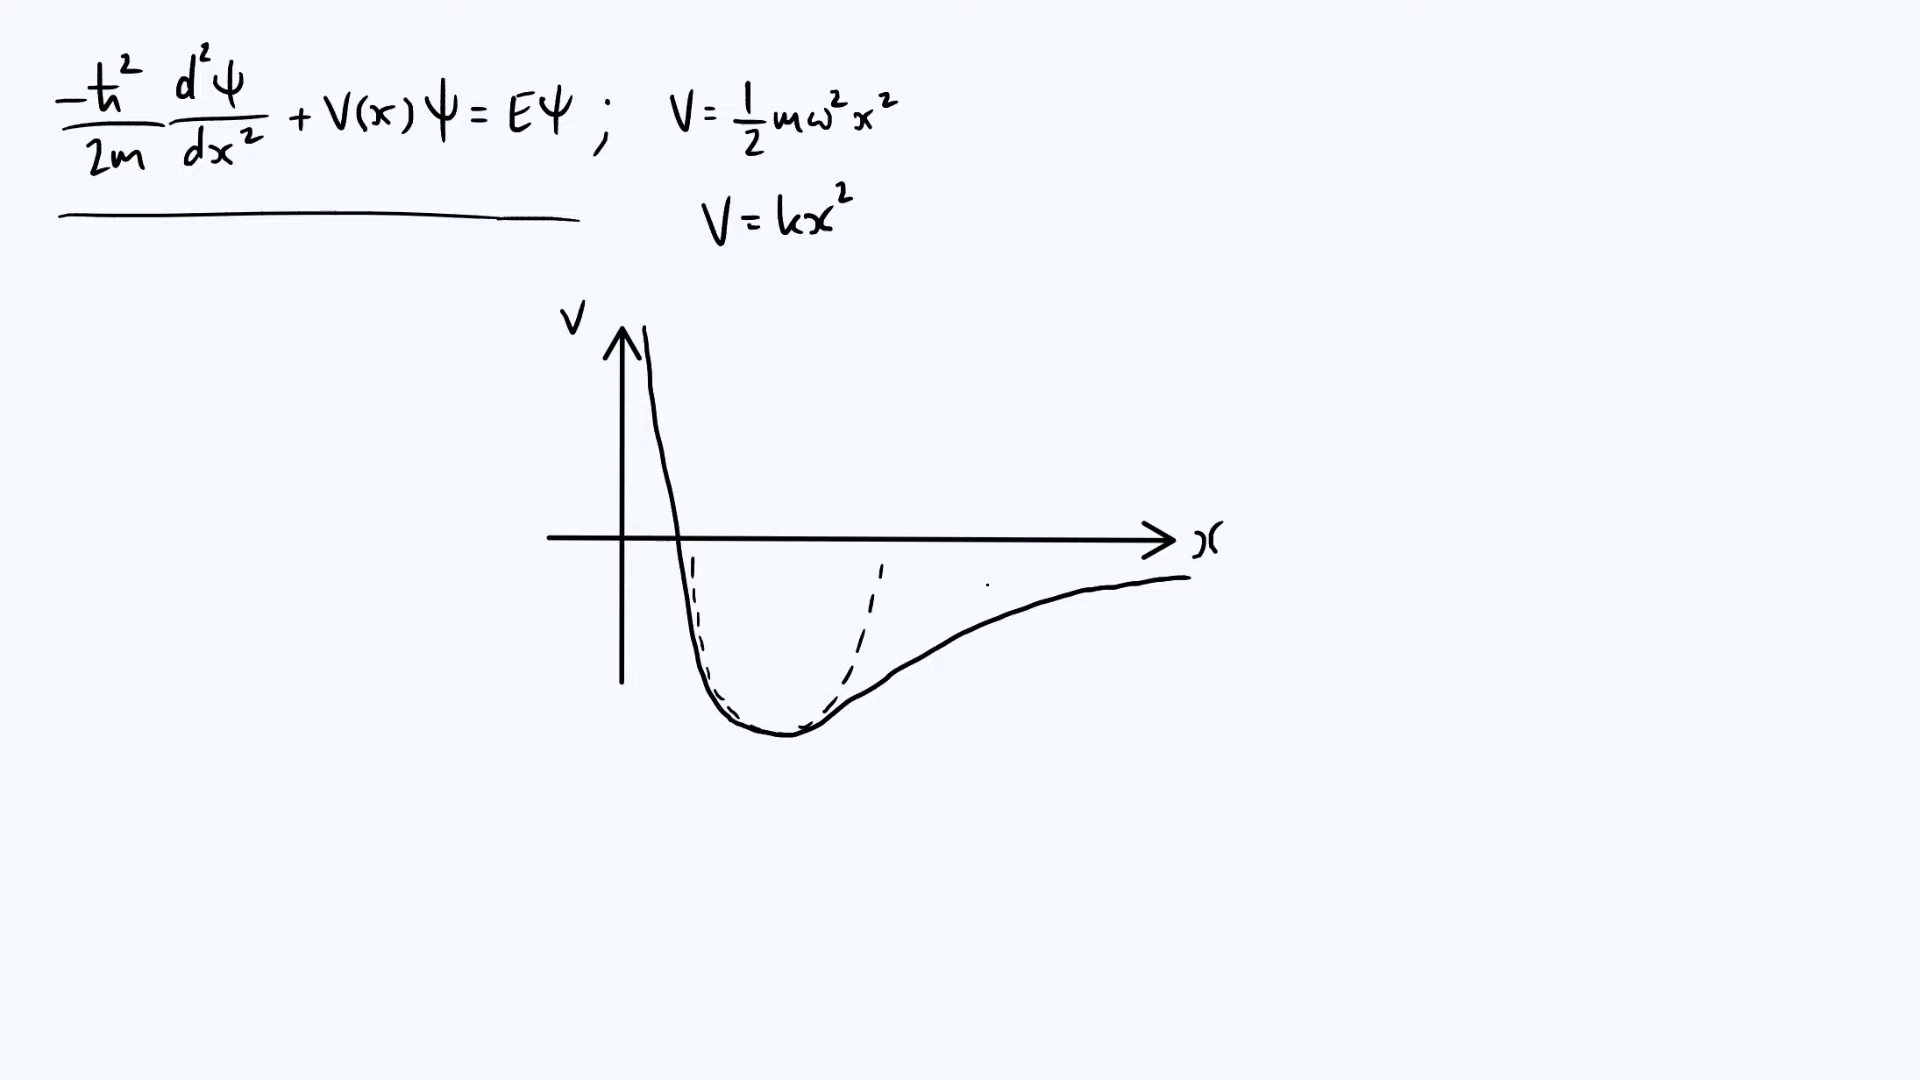 -ħ²/2m d²ψ/dx² + V(x)ψ = Eψ ; V = 1/2 mω²x²
V = kx²
V
x